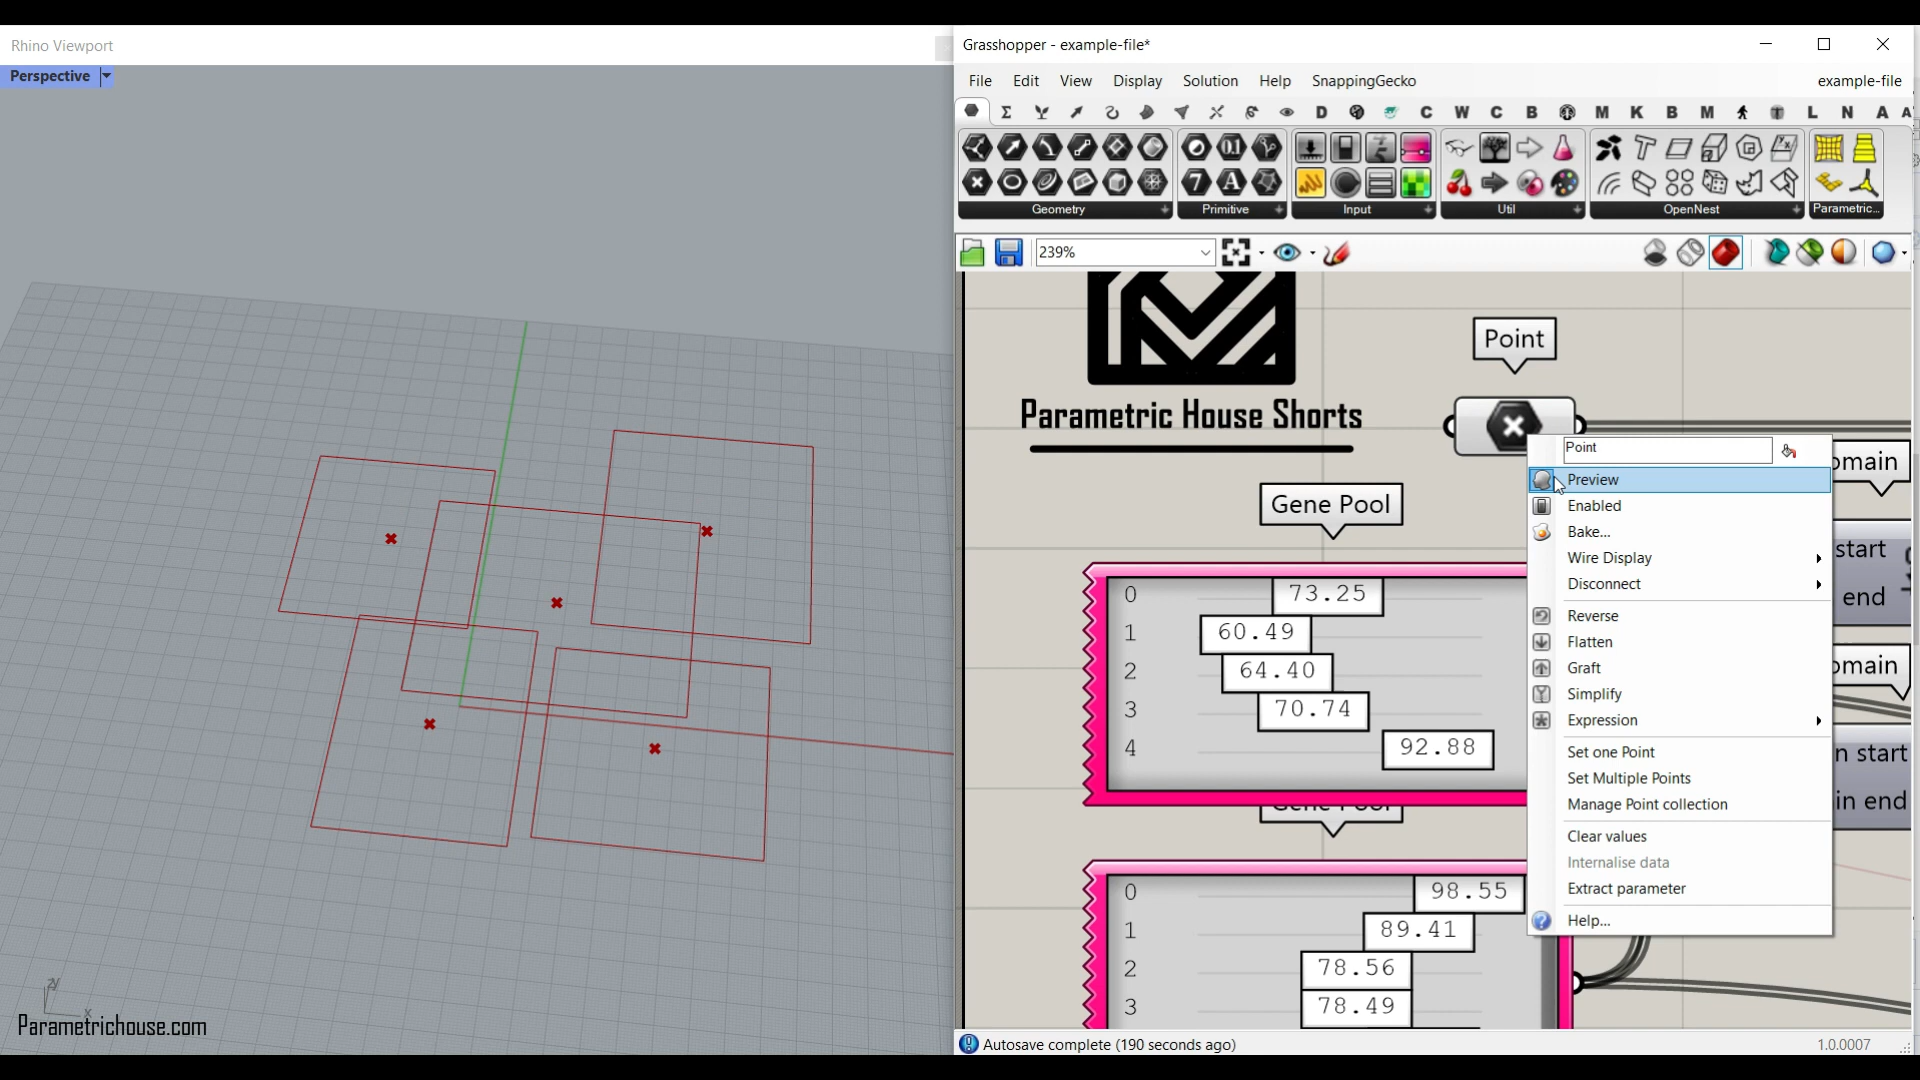 Rhino Viewport
Perspective
Parametrichouse.com
Grasshopper - example-file*
File Edit View Display Solution Help SnappingGecko example-file
D C W C B M K B M L N A A
Geometry Primitive Input Util OpenNest Parametric...
239%
Parametric House Shorts
Point
Gene Pool
0 73.25
1 60.49
2 64.40
3 70.74
4 92.88
Gene Pool
0 98.55
1 89.41
2 78.56
3 78.49
Point
Preview
Enabled
Bake...
Wire Display
Disconnect
Reverse
Flatten
Graft
Simplify
Expression
Set one Point
Set Multiple Points
Manage Point collection
Clear values
Internalise data
Extract parameter
Help...
omain
start
end
omain
n start
in end
Autosave complete (190 seconds ago)
1.0.0007